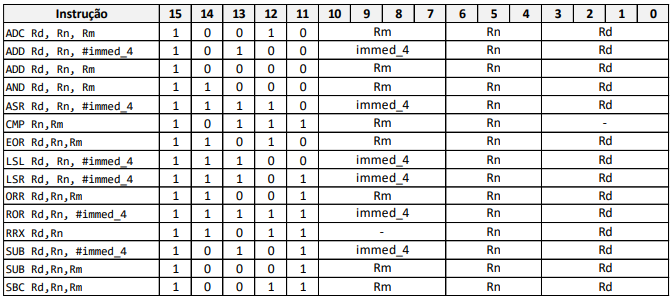 Instrução 15 14 13 12 11 10 9 8 7 6 5 4 3 2 1 0
ADC Rd, Rn, Rm 1 0 0 1 0 Rm Rn Rd
ADD Rd, Rn, #immed_4 1 0 1 0 0 immed_4 Rn Rd
ADD Rd, Rn, Rm 1 0 0 0 0 Rm Rn Rd
AND Rd, Rn, Rm 1 1 0 0 0 Rm Rn Rd
ASR Rd, Rn, #immed_4 1 1 1 1 0 immed_4 Rn Rd
CMP Rn,Rm 1 0 1 1 1 Rm Rn -
EOR Rd,Rn,Rm 1 1 0 1 0 Rm Rn Rd
LSL Rd, Rn, #immed_4 1 1 1 0 0 immed_4 Rn Rd
LSR Rd, Rn, #immed_4 1 1 1 0 1 immed_4 Rn Rd
ORR Rd,Rn,Rm 1 1 0 0 1 Rm Rn Rd
ROR Rd,Rn, #immed_4 1 1 1 1 1 immed_4 Rn Rd
RRX Rd,Rn 1 1 0 1 1 - Rn Rd
SUB Rd,Rn, #immed_4 1 0 1 0 1 immed_4 Rn Rd
SUB Rd,Rn,Rm 1 0 0 0 1 Rm Rn Rd
SBC Rd,Rn,Rm 1 0 0 1 1 Rm Rn Rd